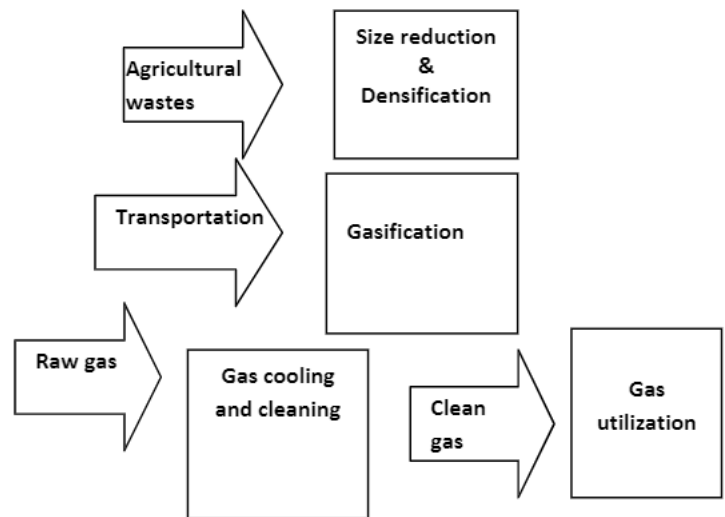 Agricultural
wastes
Size reduction
&
Densification
Transportation
Gasification
Raw gas
Gas cooling
and cleaning
Clean
gas
Gas
utilization